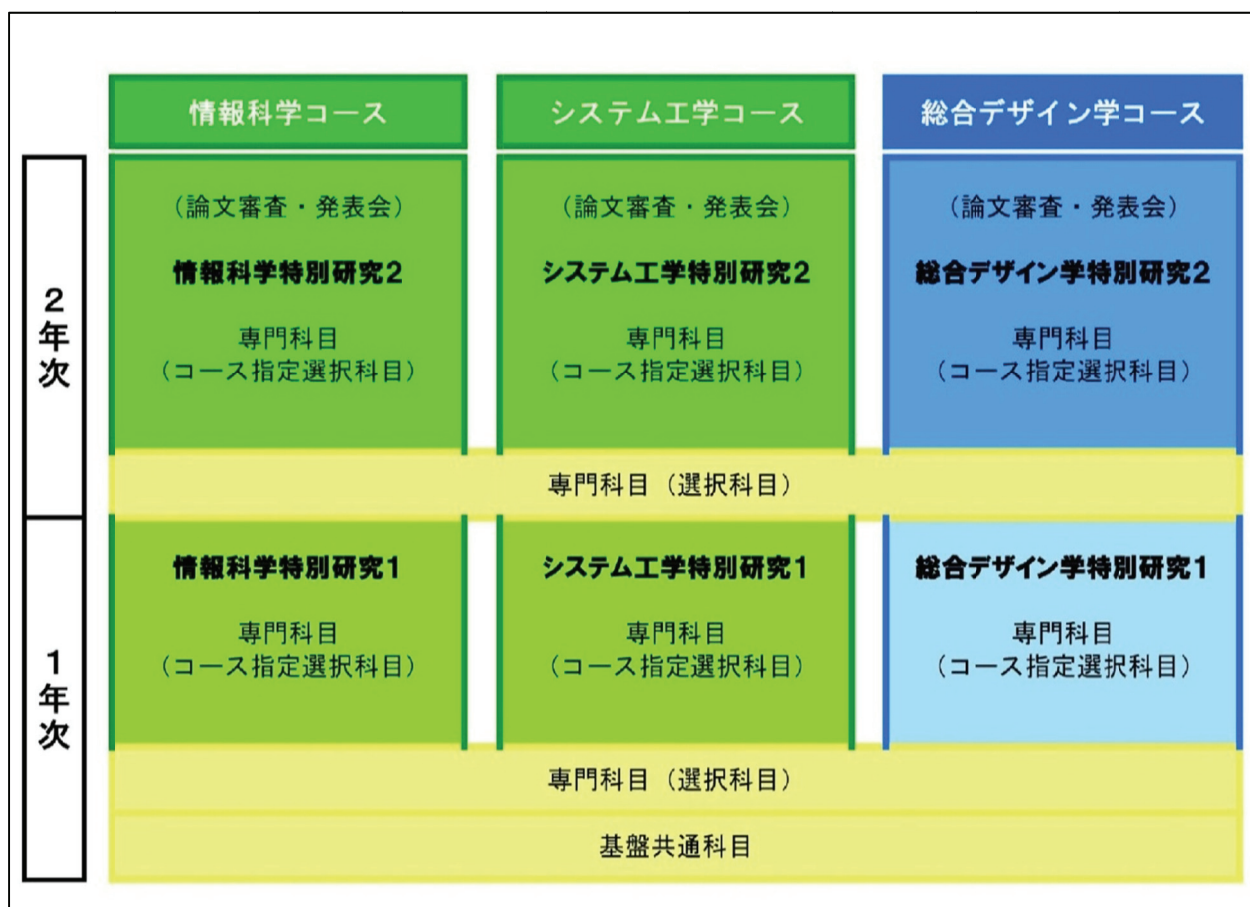 情報科学コース
システム工学コース
総合デザイン学コース
2年次
(論文審査・発表会)
情報科学特別研究2
専門科目
(コース指定選択科目)
(論文審査・発表会)
システム工学特別研究2
専門科目
(コース指定選択科目)
(論文審査・発表会)
総合デザイン学特別研究2
専門科目
(コース指定選択科目)
専門科目(選択科目)
1年次
情報科学特別研究1
専門科目
(コース指定選択科目)
システム工学特別研究1
専門科目
(コース指定選択科目)
総合デザイン学特別研究1
専門科目
(コース指定選択科目)
専門科目(選択科目)
基盤共通科目